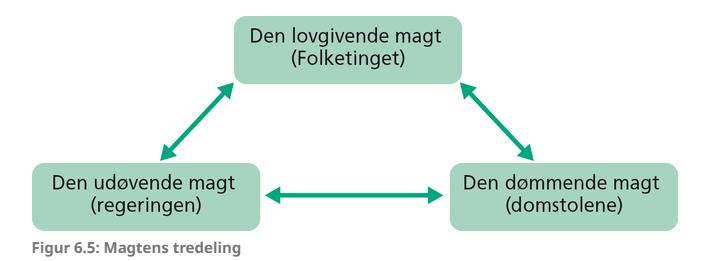 Den lovgivende magt
(Folketinget)
Den udøvende magt
(regeringen)
Den dømmende magt
(domstolene)
Figur 6.5: Magtens tredeling